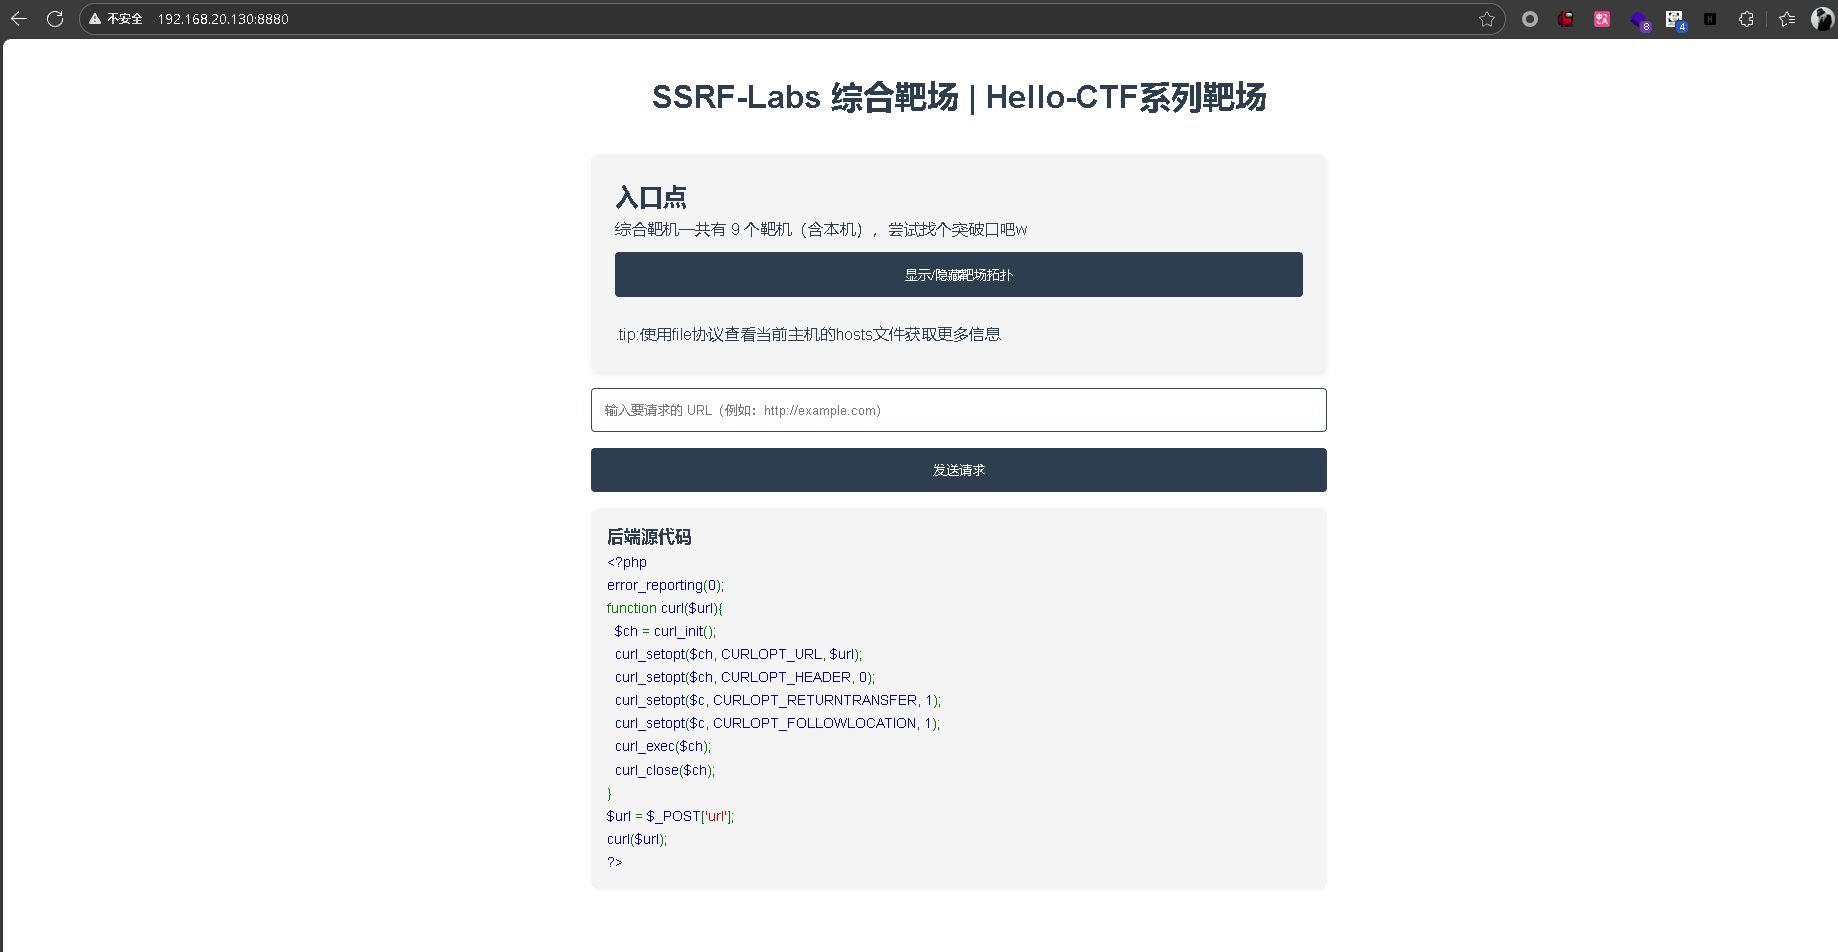 不安全 192.168.20.130:8880
8
4
SSRF-Labs 综合靶场 | Hello-CTF系列靶场
入口点
综合靶机一共有 9 个靶机（含本机），尝试找个突破口吧w
显示/隐藏靶场拓扑
.tip:使用file协议查看当前主机的hosts文件获取更多信息
输入要请求的 URL（例如：http://example.com）
发送请求
后端源代码
<?php
error_reporting(0);
function curl($url){
  $ch = curl_init();
  curl_setopt($ch, CURLOPT_URL, $url);
  curl_setopt($ch, CURLOPT_HEADER, 0);
  curl_setopt($c, CURLOPT_RETURNTRANSFER, 1);
  curl_setopt($c, CURLOPT_FOLLOWLOCATION, 1);
  curl_exec($ch);
  curl_close($ch);
}
$url = $_POST['url'];
curl($url);
?>